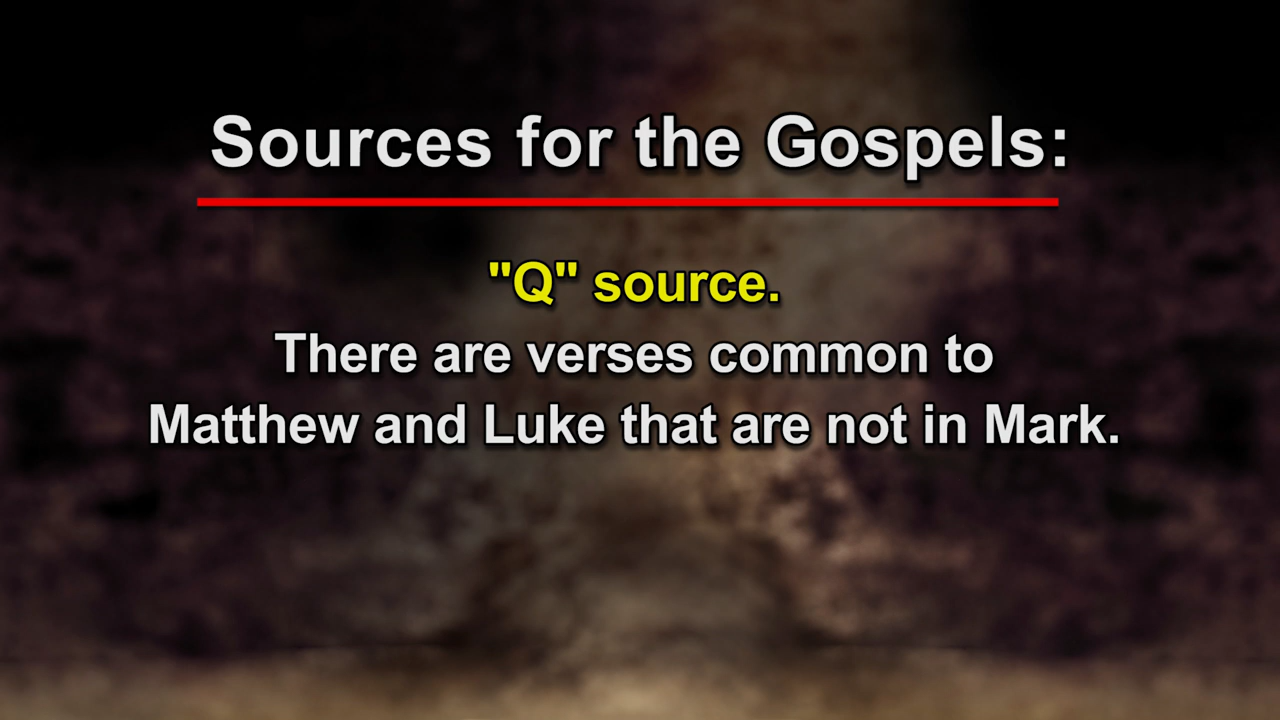 Sources for the Gospels:
"Q" source.
There are verses common to
Matthew and Luke that are not in Mark.